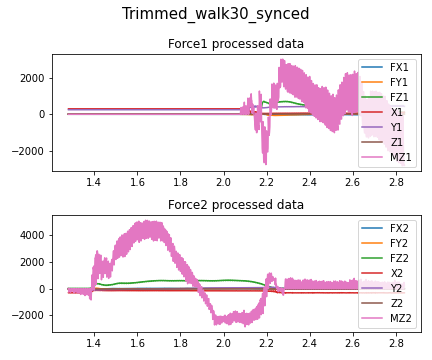 Trimmed_walk30_synced
Force1 processed data
2000
0
−2000
FX1
FY1
FZ1
X1
Y1
Z1
MZ1
1.4 1.6 1.8 2.0 2.2 2.4 2.6 2.8
Force2 processed data
4000
2000
0
−2000
FX2
FY2
FZ2
X2
Y2
Z2
MZ2
1.4 1.6 1.8 2.0 2.2 2.4 2.6 2.8